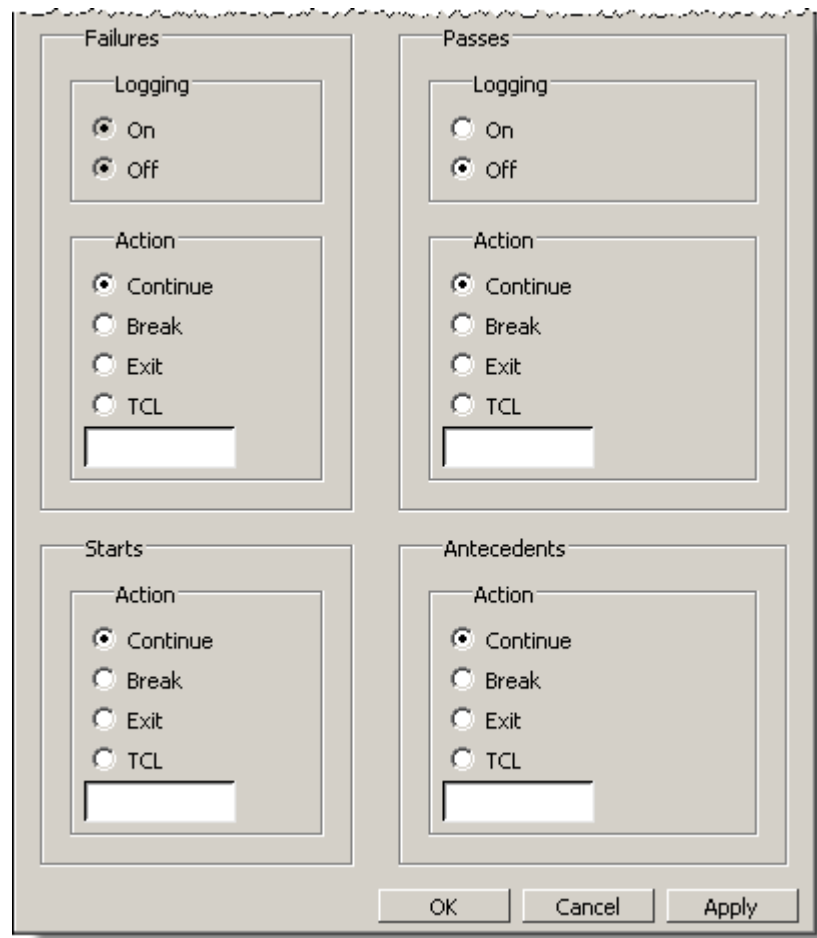 Failures
Logging
On
Off
Action
Continue
Break
Exit
TCL
Passes
Logging
On
Off
Action
Continue
Break
Exit
TCL
Starts
Action
Continue
Break
Exit
TCL
Antecedents
Action
Continue
Break
Exit
TCL
OK
Cancel
Apply